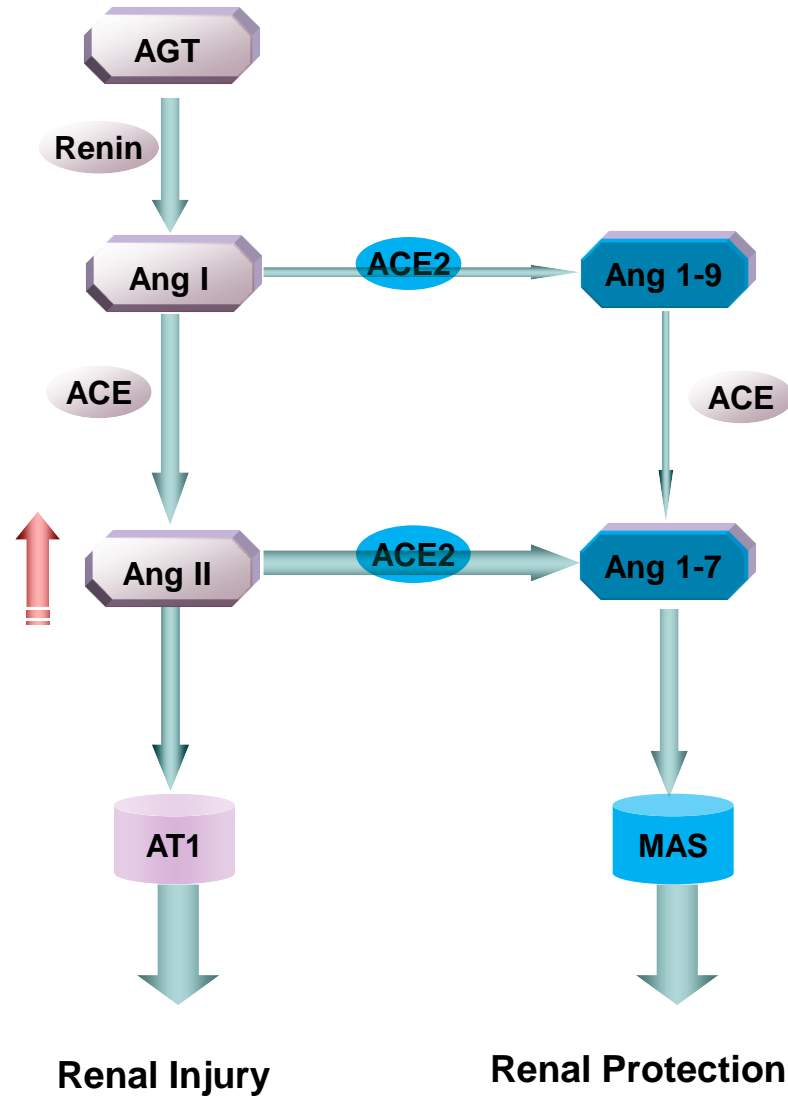 AGT
Renin
Ang I
ACE2
Ang 1-9
ACE
ACE
Ang II
ACE2
Ang 1-7
AT1
MAS
Renal Injury
Renal Protection